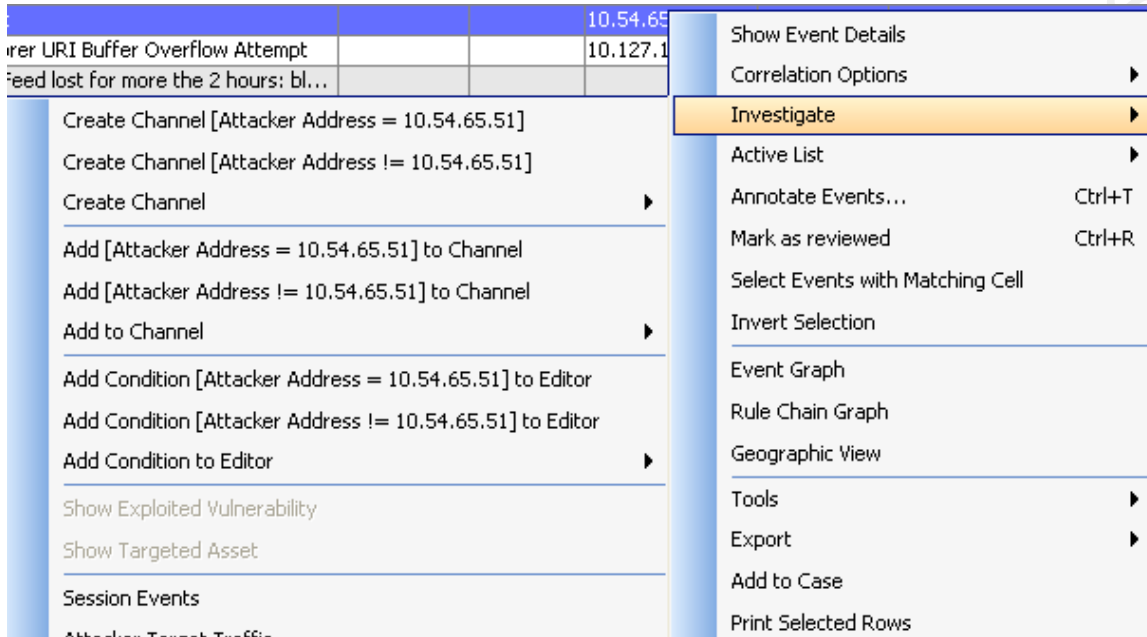 10.54.65
rer URI Buffer Overflow Attempt 10.127.1
Feed lost for more the 2 hours: bl...
Create Channel [Attacker Address = 10.54.65.51]
Create Channel [Attacker Address != 10.54.65.51]
Create Channel
Add [Attacker Address = 10.54.65.51] to Channel
Add [Attacker Address != 10.54.65.51] to Channel
Add to Channel
Add Condition [Attacker Address = 10.54.65.51] to Editor
Add Condition [Attacker Address != 10.54.65.51] to Editor
Add Condition to Editor
Show Exploited Vulnerability
Show Targeted Asset
Session Events
Attacker Target Traffic
Show Event Details
Correlation Options
Investigate
Active List
Annotate Events... Ctrl+T
Mark as reviewed Ctrl+R
Select Events with Matching Cell
Invert Selection
Event Graph
Rule Chain Graph
Geographic View
Tools
Export
Add to Case
Print Selected Rows